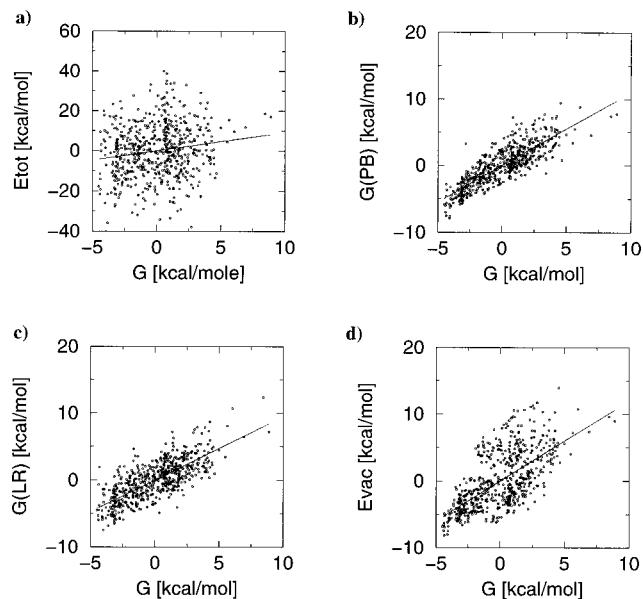 a)
60
40
20
0
-20
-40
Etot [kcal/mol]
-5
0
5
10
G [kcal/mole]
b)
20
10
0
-10
G(PB) [kcal/mol]
-5
0
5
10
G [kcal/mol]
c)
20
10
0
-10
G(LR) [kcal/mol]
-5
0
5
10
G [kcal/mol]
d)
20
10
0
-10
Evac [kcal/mol]
-5
0
5
10
G [kcal/mol]